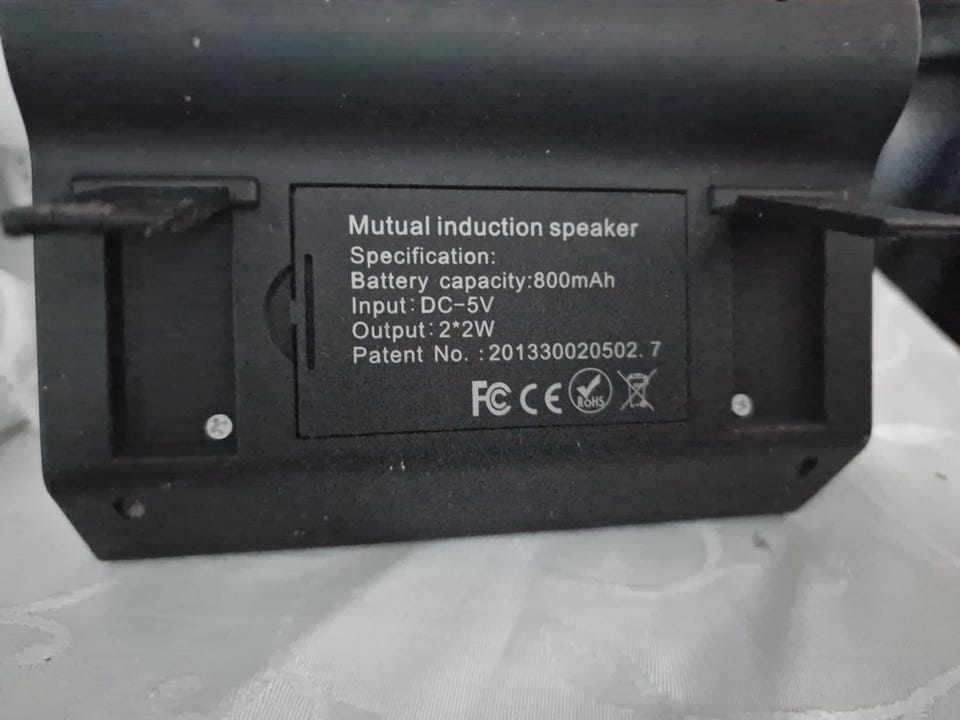 Mutual induction speaker
Specification:
Battery capacity:800mAh
Input:DC-5V
Output:2*2W
Patent No. :201330020502. 7
FC CE RoHS